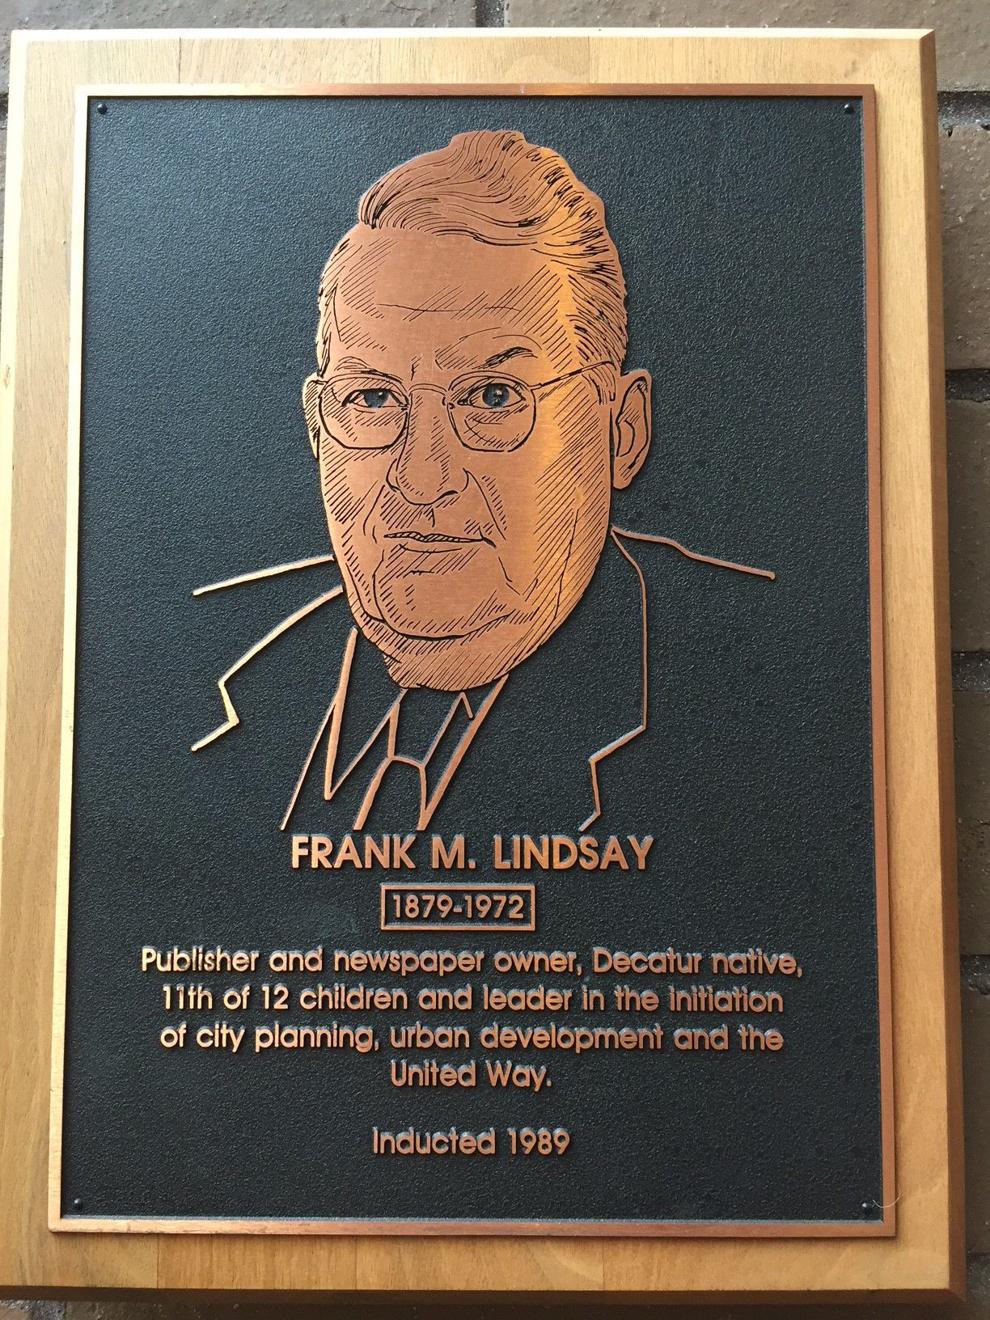 FRANK M. LINDSAY
1879-1972
Publisher and newspaper owner, Decatur native,
11th of 12 children and leader in the initiation
of city planning, urban development and the
United Way.
Inducted 1989